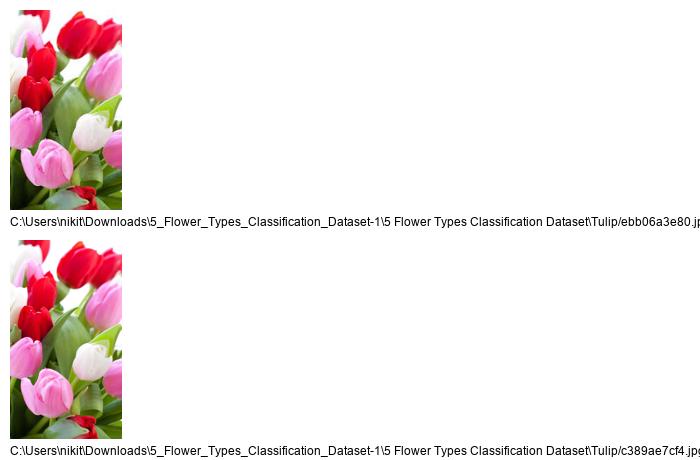 C:\Users\nikit\Downloads\5_Flower_Types_Classification_Dataset-1\5 Flower Types Classification Dataset\Tulip/ebb06a3e80.jp
C:\Users\nikit\Downloads\5_Flower_Types_Classification_Dataset-1\5 Flower Types Classification Dataset\Tulip/c389ae7cf4.jpe